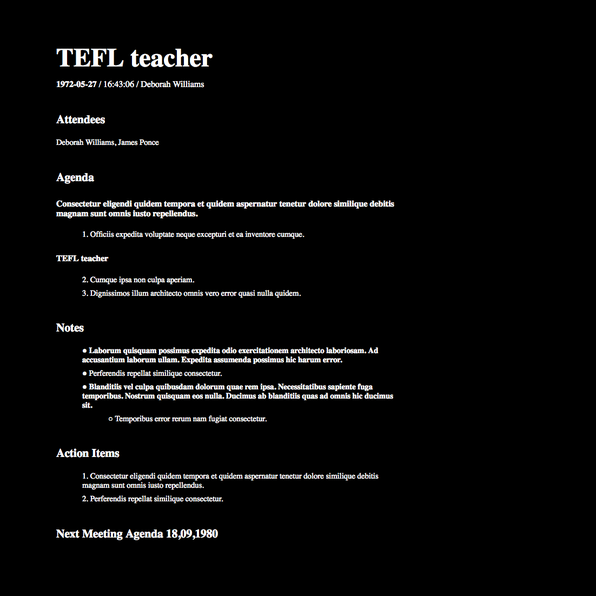 TEFL teacher
1972-05-27 / 16:43:06 / Deborah Williams
Attendees
Deborah Williams, James Ponce
Agenda
Consectetur eligendi quidem tempora et quidem aspernatur tenetur dolore similique debitis
magnam sunt omnis iusto repellendus.
1. Officiis expedita voluptate neque excepturi et ea inventore cumque.
TEFL teacher
2. Cumque ipsa non culpa aperiam.
3. Dignissimos illum architecto omnis vero error quasi nulla quidem.
Notes
● Laborum quisquam possimus expedita odio exercitationem architecto laboriosam. Ad
accusantium laborum ullam. Expedita assumenda possimus hic harum error.
● Perferendis repellat similique consectetur.
● Blanditiis vel culpa quibusdam dolorum quae rem ipsa. Necessitatibus sapiente fuga
temporibus. Nostrum quisquam eos nulla. Ducimus ab blanditiis quas ad omnis hic ducimus
sit.
○ Temporibus error rerum nam fugiat consectetur.
Action Items
1. Consectetur eligendi quidem tempora et quidem aspernatur tenetur dolore similique debitis
magnam sunt omnis iusto repellendus.
2. Perferendis repellat similique consectetur.
Next Meeting Agenda 18,09,1980